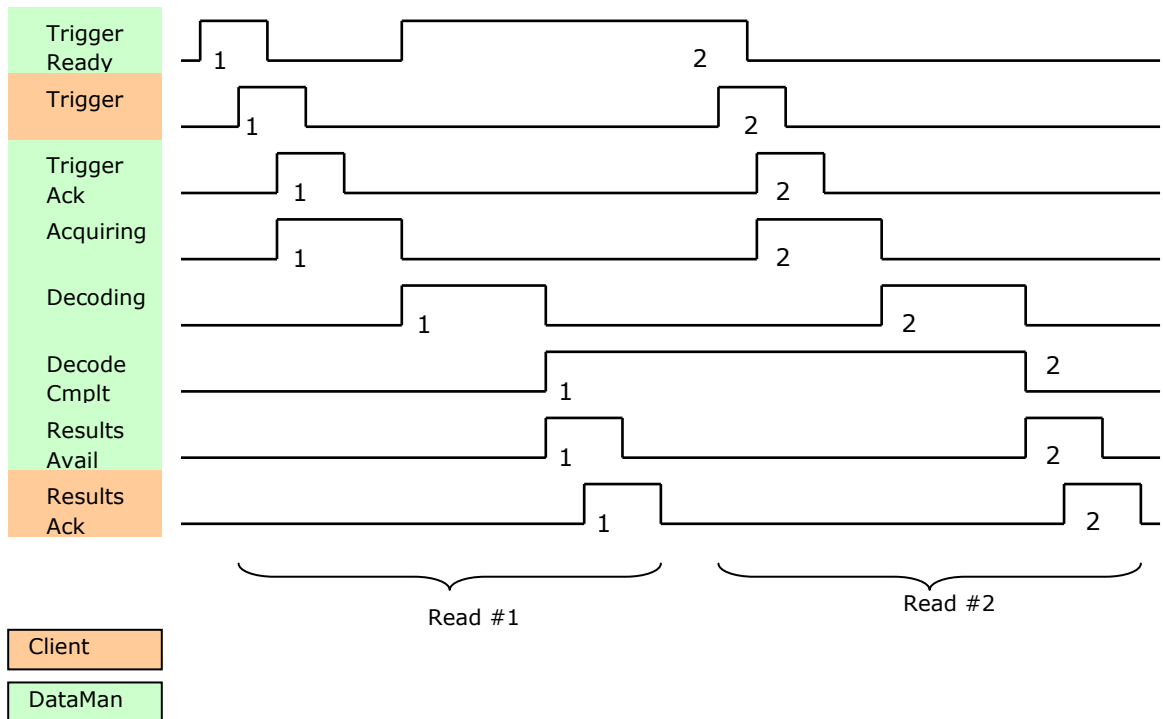 Trigger
Ready
1
2
Trigger
1
2
Trigger
Ack
1
2
Acquiring
1
2
Decoding
1
2
Decode
Cmplt
1
2
Results
Avail
1
2
Results
Ack
1
2
Read #1
Read #2
Client
DataMan